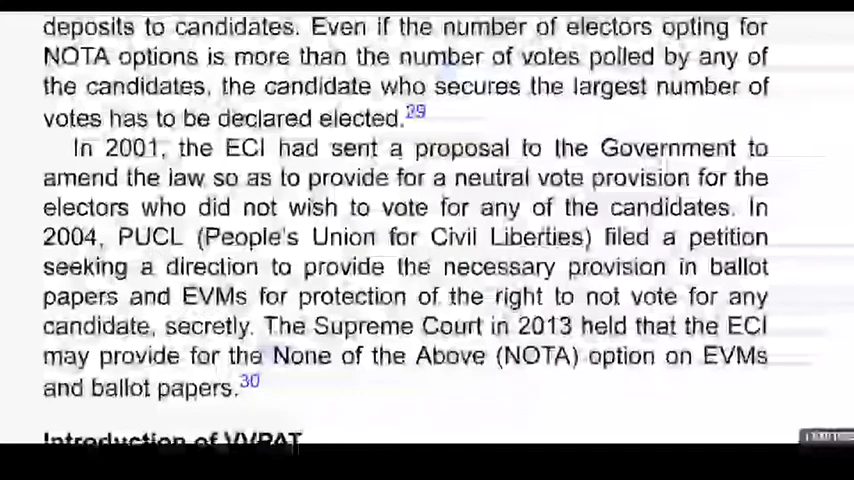 deposits to candidates. Even if the number of electors opting for
NOTA options is more than the number of votes polled by any of
the candidates, the candidate who secures the largest number of
votes has to be declared elected.29
In 2001, the ECI had sent a proposal to the Government to
amend the law so as to provide for a neutral vote provision for the
electors who did not wish to vote for any of the candidates. In
2004, PUCL (People's Union for Civil Liberties) filed a petition
seeking a direction to provide the necessary provision in ballot
papers and EVMs for protection of the right to not vote for any
candidate, secretly. The Supreme Court in 2013 held that the ECI
may provide for the None of the Above (NOTA) option on EVMs
and ballot papers.30
Introduction of VVPAT